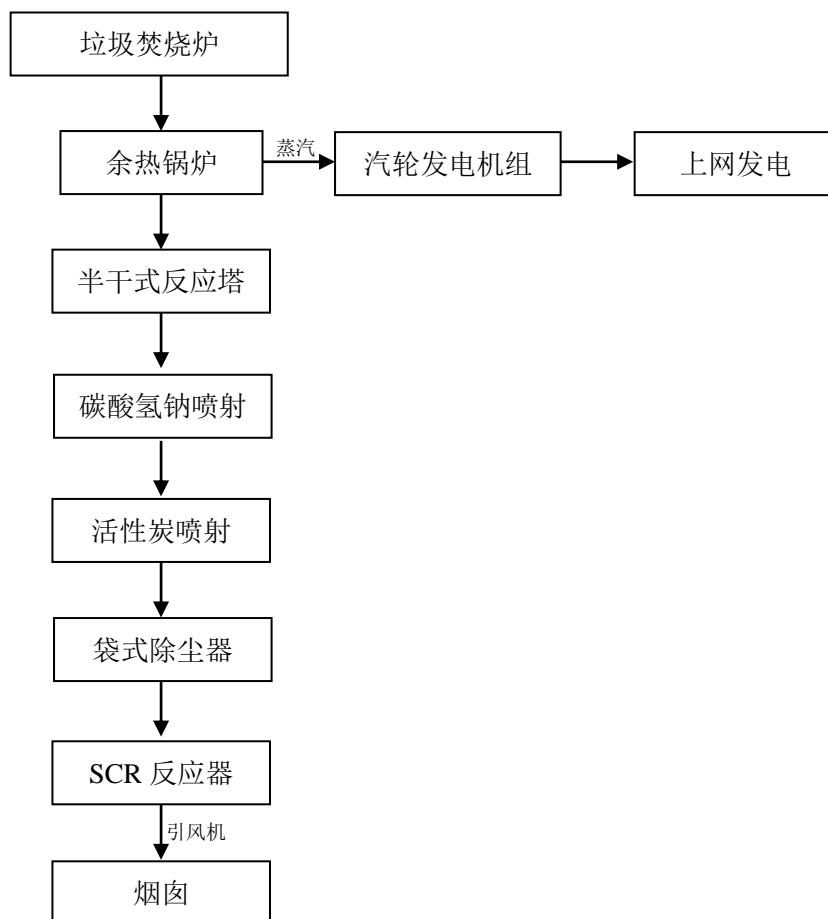 垃圾焚烧炉
余热锅炉
蒸汽
汽轮发电机组
上网发电
半干式反应塔
碳酸氢钠喷射
活性炭喷射
袋式除尘器
SCR 反应器
引风机
烟囱